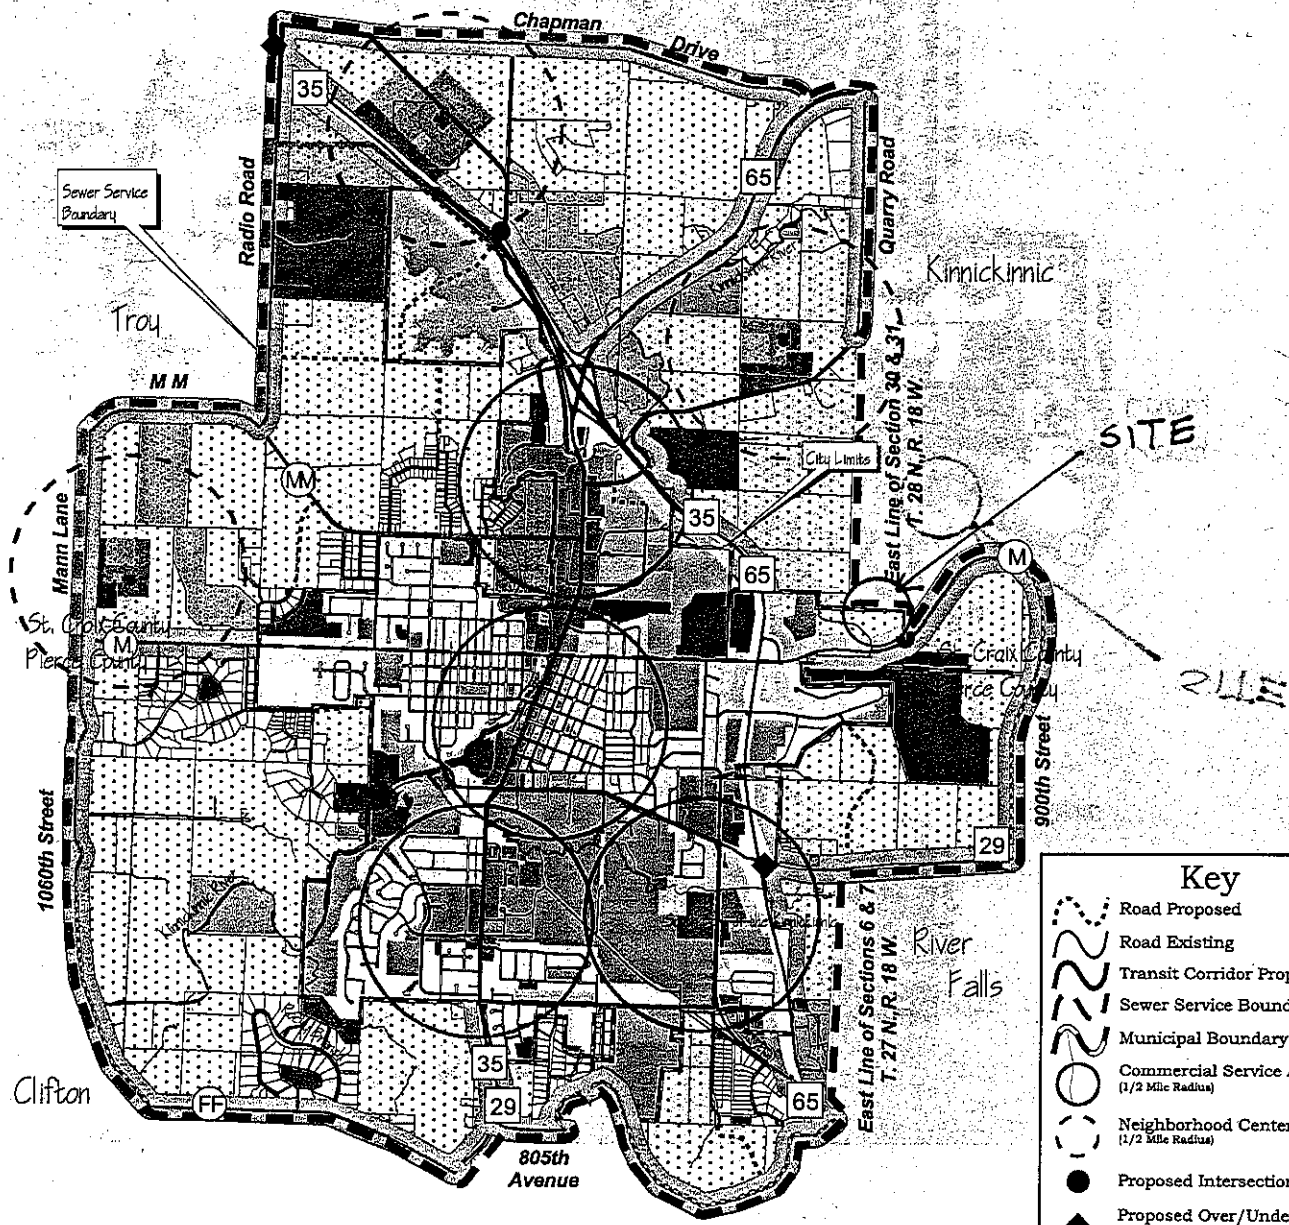 Chapman
Drive
35
65
Sewer Service
Boundary
Radio Road
Quarry Road
Kinnickinnic
Troy
M M
East Line of Section 30 & 31
T. 28 N. R. 18 W.
SITE
City Limits
MM
35
65
Mann Lane
M
St. Croix County
Pierce County
M
St. Croix County
Pierce County
1060th Street
900th Street
29
River
Falls
East Line of Sections 6 & 7
T. 27 N. R. 18 W.
Clifton
FF
35
29
65
805th
Avenue
Key
Road Proposed
Road Existing
Transit Corridor Prop
Sewer Service Bound
Municipal Boundary
Commercial Service
(1/2 Mile Radius)
Neighborhood Center
(1/2 Mile Radius)
Proposed Intersection
Proposed Over/Unde